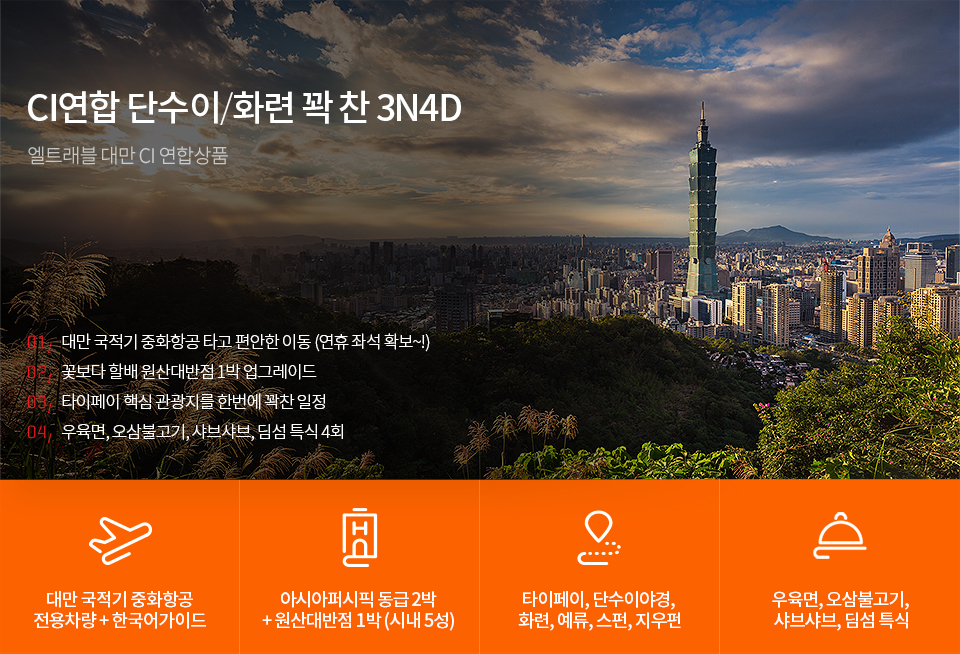 CI연합 단수이/화련 꽉 찬 3N4D
엘트래블 대만 CI 연합상품
01, 대만 국적기 중화항공 타고 편안한 이동 (연휴 좌석 확보~!)
02, 꽃보다 할배 원산대반점 1박 업그레이드
03, 타이페이 핵심 관광지를 한번에 꽉찬 일정
04, 우육면, 오삼불고기, 샤브샤브, 딤섬 특식 4회
대만 국적기 중화항공
전용차량 + 한국어가이드
아시아퍼시픽 동급 2박
+ 원산대반점 1박 (시내 5성)
타이페이, 단수이야경,
화련, 예류, 스펀, 지우펀
우육면, 오삼불고기,
샤브샤브, 딤섬 특식